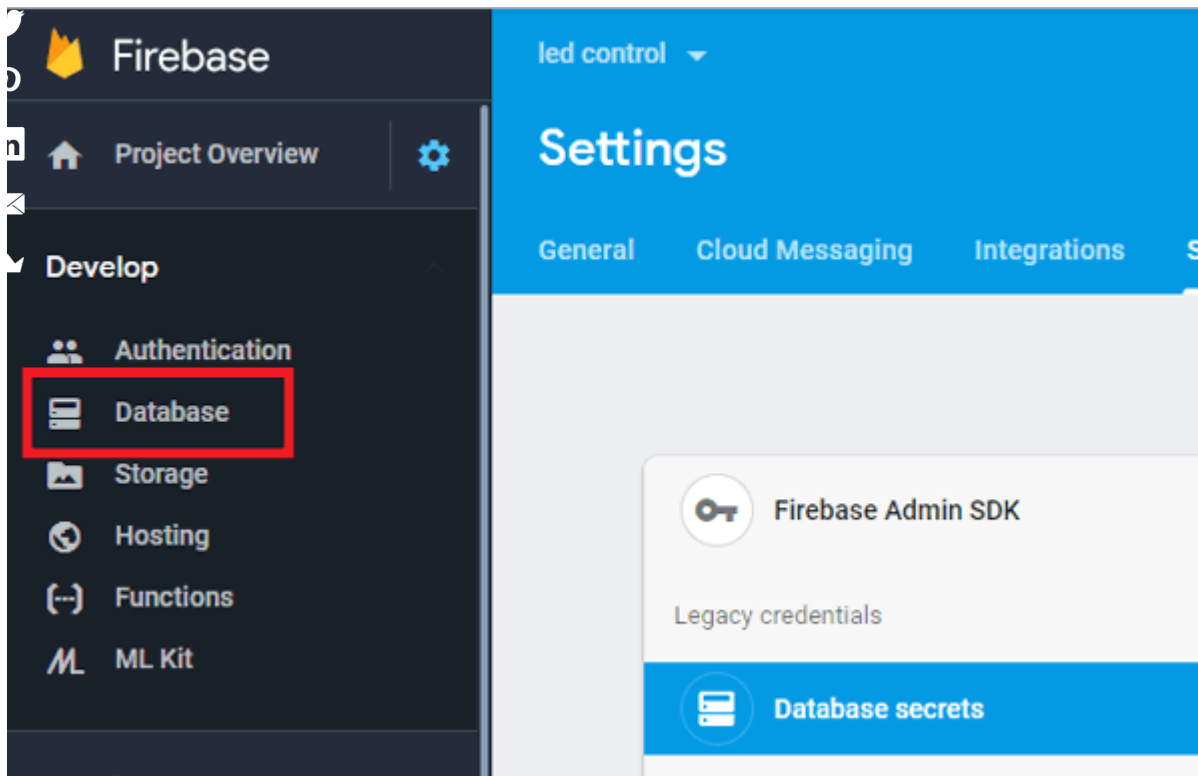 Firebase
Project Overview
Develop
Authentication
Database
Storage
Hosting
Functions
ML Kit
led control
Settings
General Cloud Messaging Integrations S
Firebase Admin SDK
Legacy credentials
Database secrets